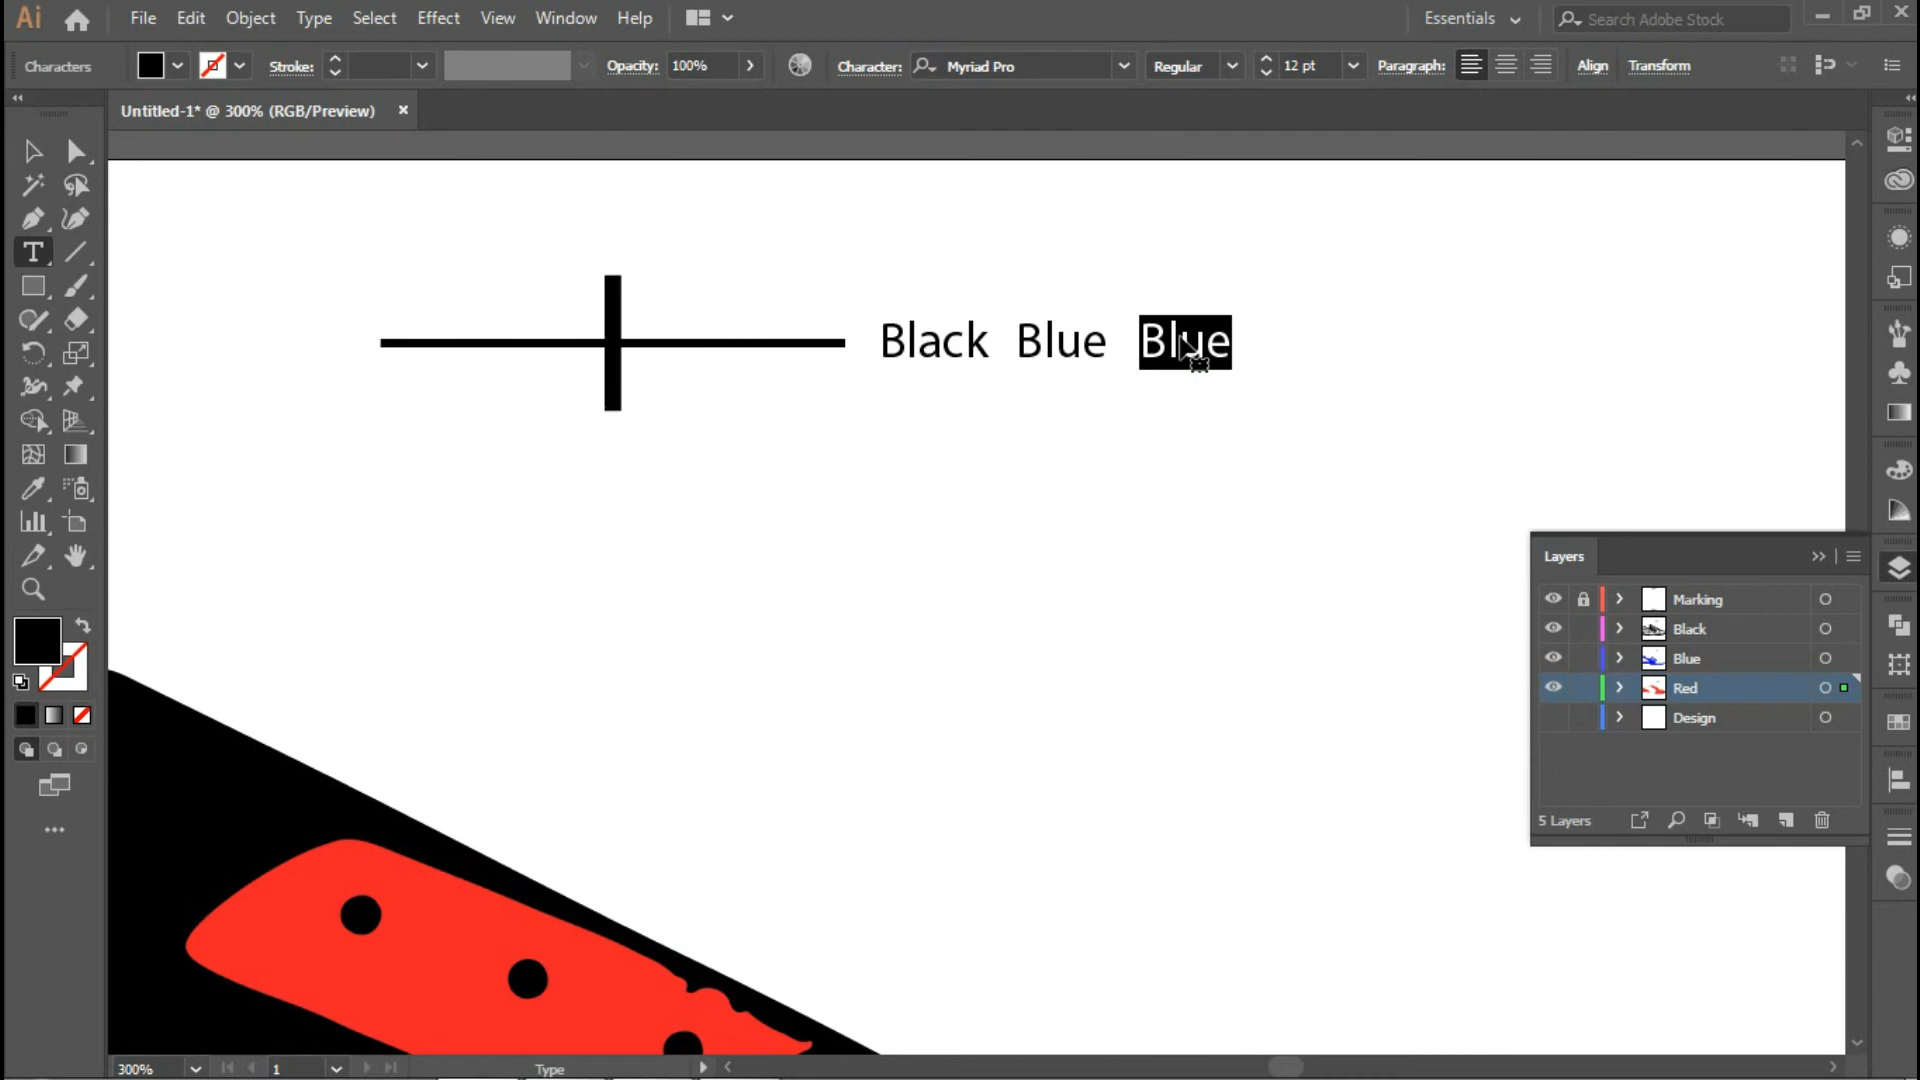 Ai File Edit Object Type Select Effect View Window Help Essentials Search Adobe Stock
Characters Stroke: Opacity: 100% Character: Myriad Pro Regular 12 pt Paragraph: Align Transform
Untitled-1* @ 300% (RGB/Preview)
Black Blue Blue
Layers
Marking
Black
Blue
Red
Design
5 Layers
300% 1 Type